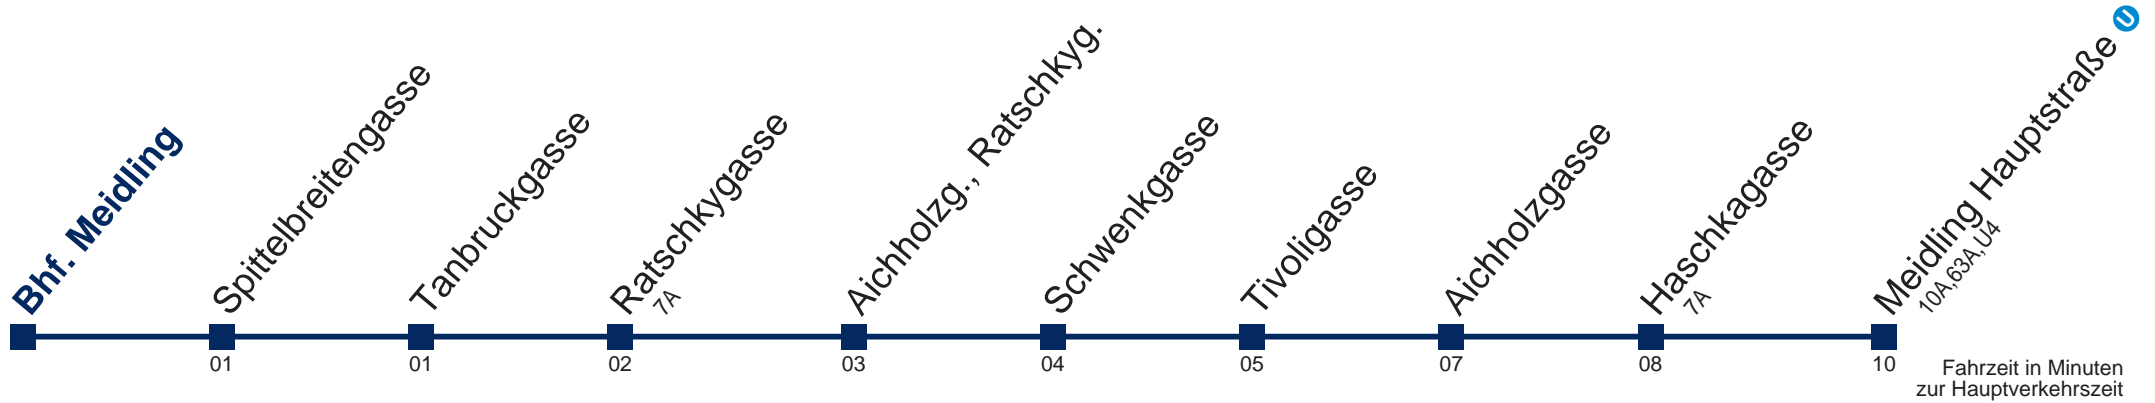 Bhf. Meidling
Spittelbreitengasse
Tanbruckgasse
Ratschkygasse
7A
Aichholzg., Ratschkyg.
Schwenkgasse
Tivoligasse
Aichholzgasse
Haschkagasse
7A
Meidling Hauptstraße U
10A,63A,U4
01
01
02
03
04
05
07
08
10
Fahrzeit in Minuten
zur Hauptverkehrszeit